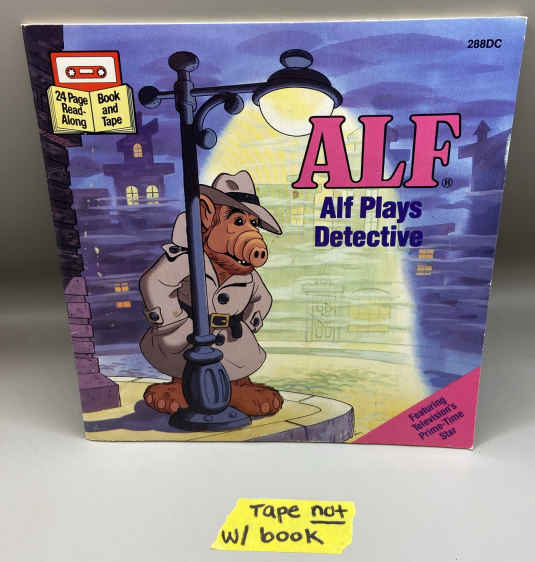 288DC
24 Page
Read-
Along
Book
and
Tape
ALF®
Alf Plays
Detective
Featuring
Television's
Prime-Time
Star
Tape not
w/ book